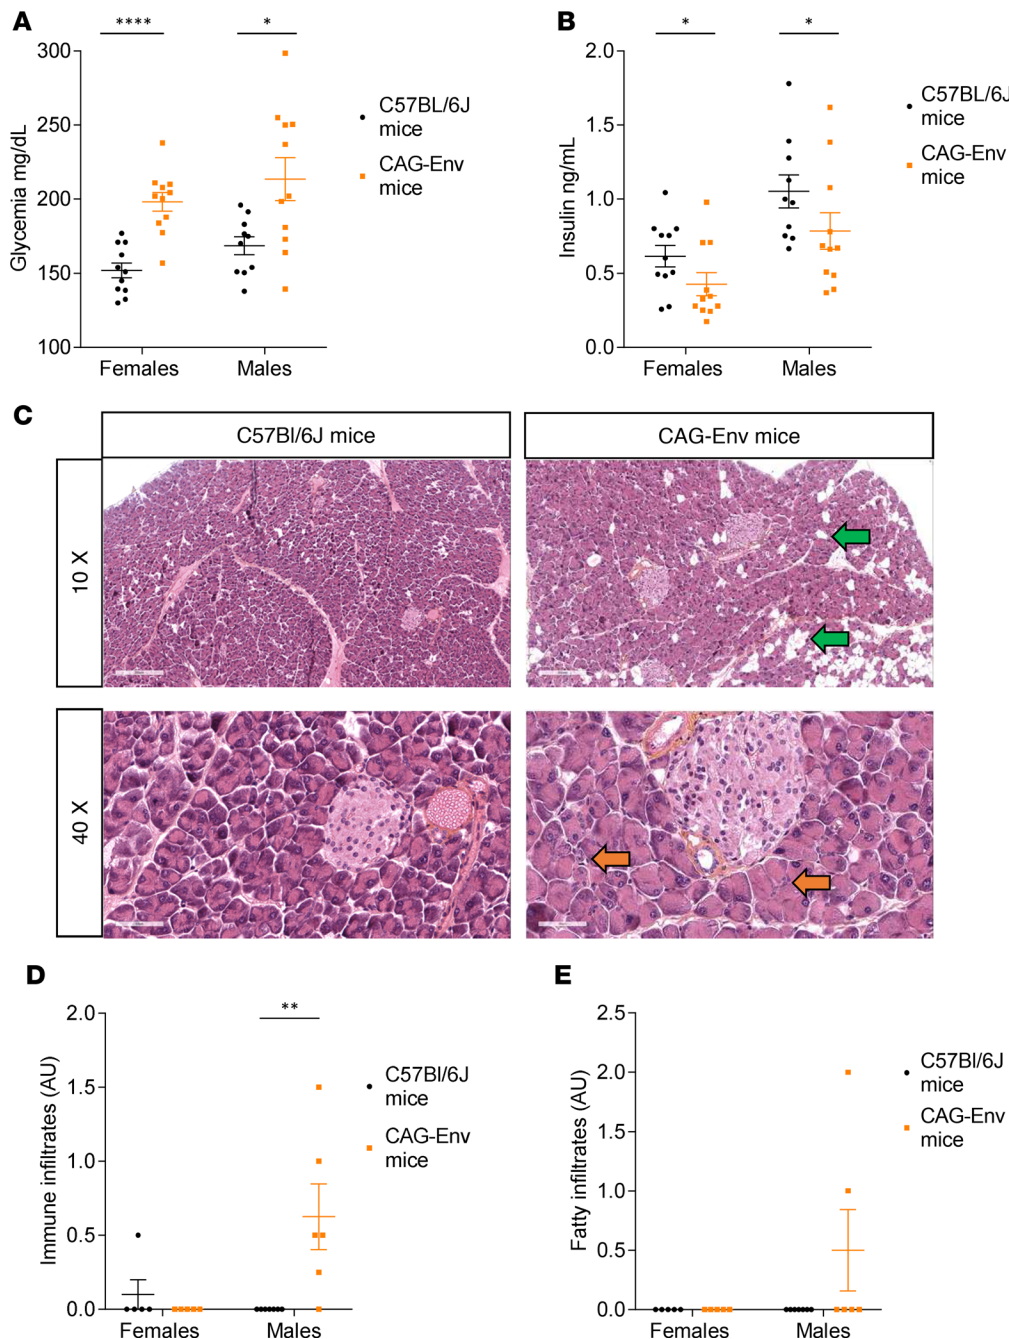 A
****
*
300
250
200
150
100
Glycemia mg/dL
Females
Males
C57BL/6J
mice
CAG-Env
mice
B
*
*
2.0
1.5
1.0
0.5
0.0
Insulin ng/mL
Females
Males
C57BL/6J
mice
CAG-Env
mice
C
C57Bl/6J mice
CAG-Env mice
10 X
40 X
D
**
2.0
1.5
1.0
0.5
0.0
Immune infiltrates (AU)
Females
Males
C57Bl/6J
mice
CAG-Env
mice
E
2.5
2.0
1.5
1.0
0.5
0.0
Fatty infiltrates (AU)
Females
Males
C57Bl/6J
mice
CAG-Env
mice